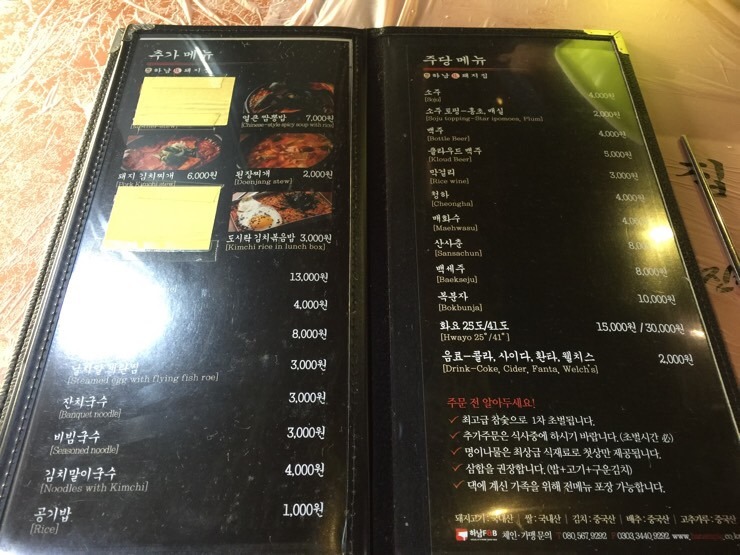 추가 메뉴
하남 돼지집
얼큰 짬뽕밥 7,000원
[Chinese-style spicy soup with rice]
돼지 김치찌개 6,000원
[Pork Kimchi stew]
된장찌개 2,000원
[Doenjang stew]
도시락 김치볶음밥 3,000원
[Kimchi rice in lunch box]
13,000원
4,000원
8,000원
날치알 계란찜 3,000원
[Steamed egg with flying fish roe]
잔치국수 3,000원
[Banquet noodle]
비빔국수 3,000원
[Seasoned noodle]
김치말이국수 4,000원
[Noodles with Kimchi]
공기밥 1,000원
[Rice]
주당 메뉴
하남 돼지집
소주 4,000원
[Soju]
소주 토핑-홍초, 매실 2,000원
[Soju topping-Star ipomoea, Plum]
맥주 4,000원
[Bottle Beer]
클라우드 맥주 5,000원
[Kloud Beer]
막걸리 3,000원
[Rice wine]
청하 4,000원
[Cheongha]
매화수
[Maehwasu]
산사춘
[Sansachun]
백세주 8,000원
[Baekseju]
복분자 10,000원
[Bokbunja]
화요 25도/41도 15,000원 / 30,000원
[Hwayo 25°/41°]
음료-콜라, 사이다, 환타, 웰치스 2,000원
[Drink-Coke, Cider, Fanta, Welch's]
주문 전 알아두세요!
✓ 최고급 참숯으로 1차 초벌됩니다.
✓ 추가주문은 식사중에 하시기 바랍니다. (초벌시간 必)
✓ 명이나물은 최상급 식재료로 첫상만 제공됩니다.
✓ 삼합을 권장합니다. (밥+고기+구운김치)
✓ 댁에 계신 가족을 위해 전메뉴 포장 가능합니다.
돼지고기 : 국내산 | 쌀 : 국내산 | 김치 : 중국산 | 배추 : 중국산 | 고추가루 : 중국산
하남F&B 체인·가맹 문의 T 080.567.9292 F 0303.3440.9292
집